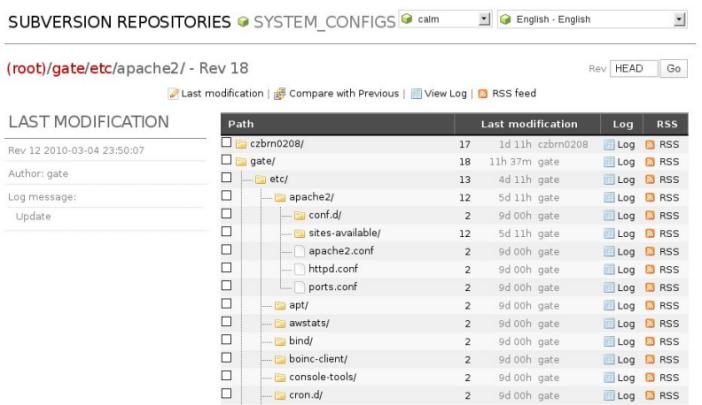 SUBVERSION REPOSITORIES SYSTEM_CONFIGS calm English - English
(root)/gate/etc/apache2/ - Rev 18 Rev HEAD Go
Last modification | Compare with Previous | View Log | RSS feed
LAST MODIFICATION
Rev 12 2010-03-04 23:50:07
Author: gate
Log message:
Update
Path Last modification Log RSS
czbrn0208/ 17 1d 11h czbrn0208 Log RSS
gate/ 18 11h 37m gate Log RSS
etc/ 13 4d 11h gate Log RSS
apache2/ 12 5d 11h gate Log RSS
conf.d/ 2 9d 00h gate Log RSS
sites-available/ 12 5d 11h gate Log RSS
apache2.conf 2 9d 00h gate Log RSS
httpd.conf 2 9d 00h gate Log RSS
ports.conf 2 9d 00h gate Log RSS
apt/ 2 9d 00h gate Log RSS
awstats/ 2 9d 00h gate Log RSS
bind/ 2 9d 00h gate Log RSS
boinc-client/ 2 9d 00h gate Log RSS
console-tools/ 2 9d 00h gate Log RSS
cron.d/ 2 9d 00h gate Log RSS